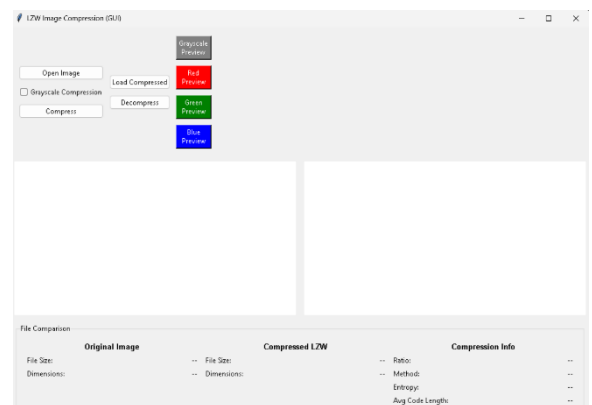 LZW Image Compression (GUI)
Grayscale
Preview
Open Image
Load Compressed
Red
Preview
Grayscale Compression
Compress
Decompress
Green
Preview
Blue
Preview
File Comparison
Original Image
Compressed LZW
Compression Info
File Size: -- File Size: -- Ratio: --
Dimensions: -- Dimensions: -- Method: --
Entropy: --
Avg Code Length: --